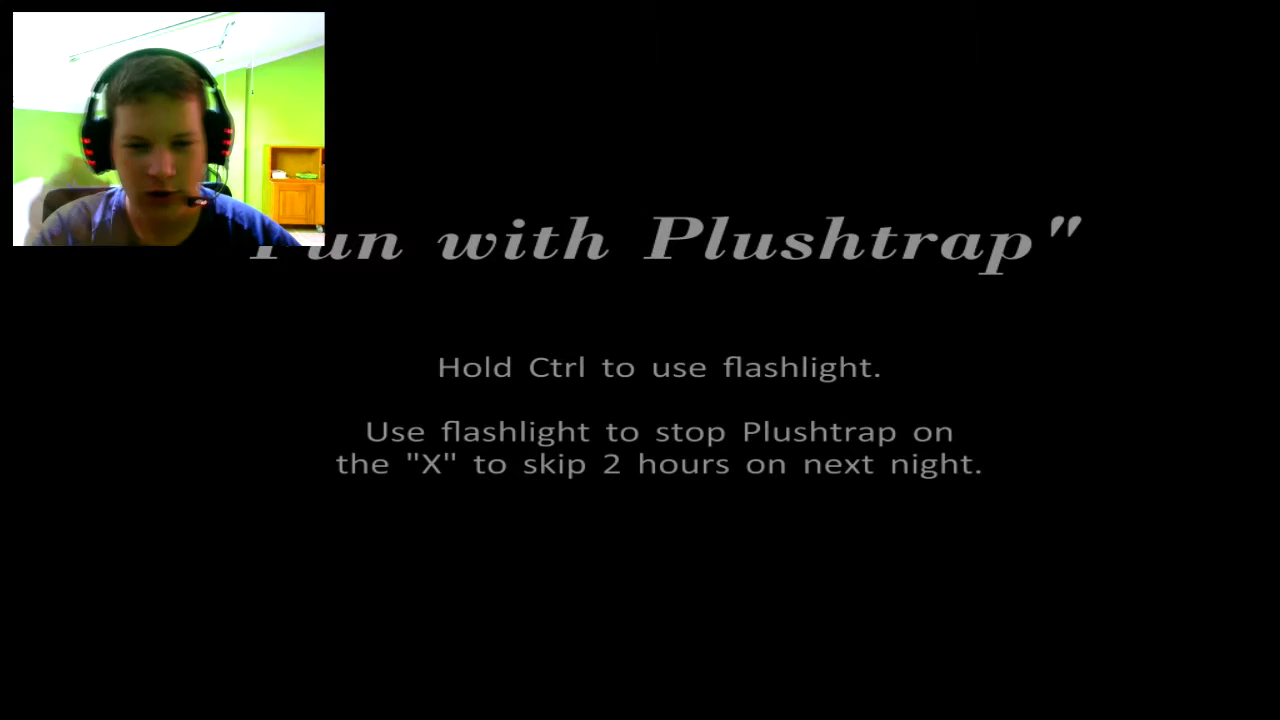 with Plushtrap"
Hold Ctrl to use flashlight.
Use flashlight to stop Plushtrap on
the "X" to skip 2 hours on next night.